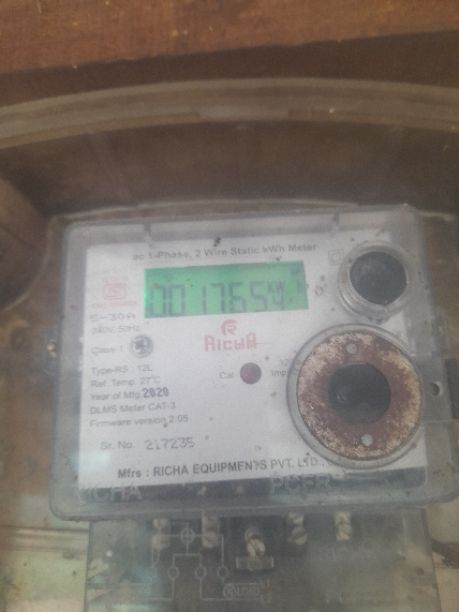 ac 1-Phase, 2 Wire Static kWh Meter
5-30A
240V, 50Hz
Class-1
RICHA
Type-RS : 12L
Cal
Ref. Temp. 27°C
Year of Mfg. 2020
DLMS Meter CAT-3
Firmware version 2.05
Sr. No. 217235
Mfrs : RICHA EQUIPMENTS PVT. LTD.,